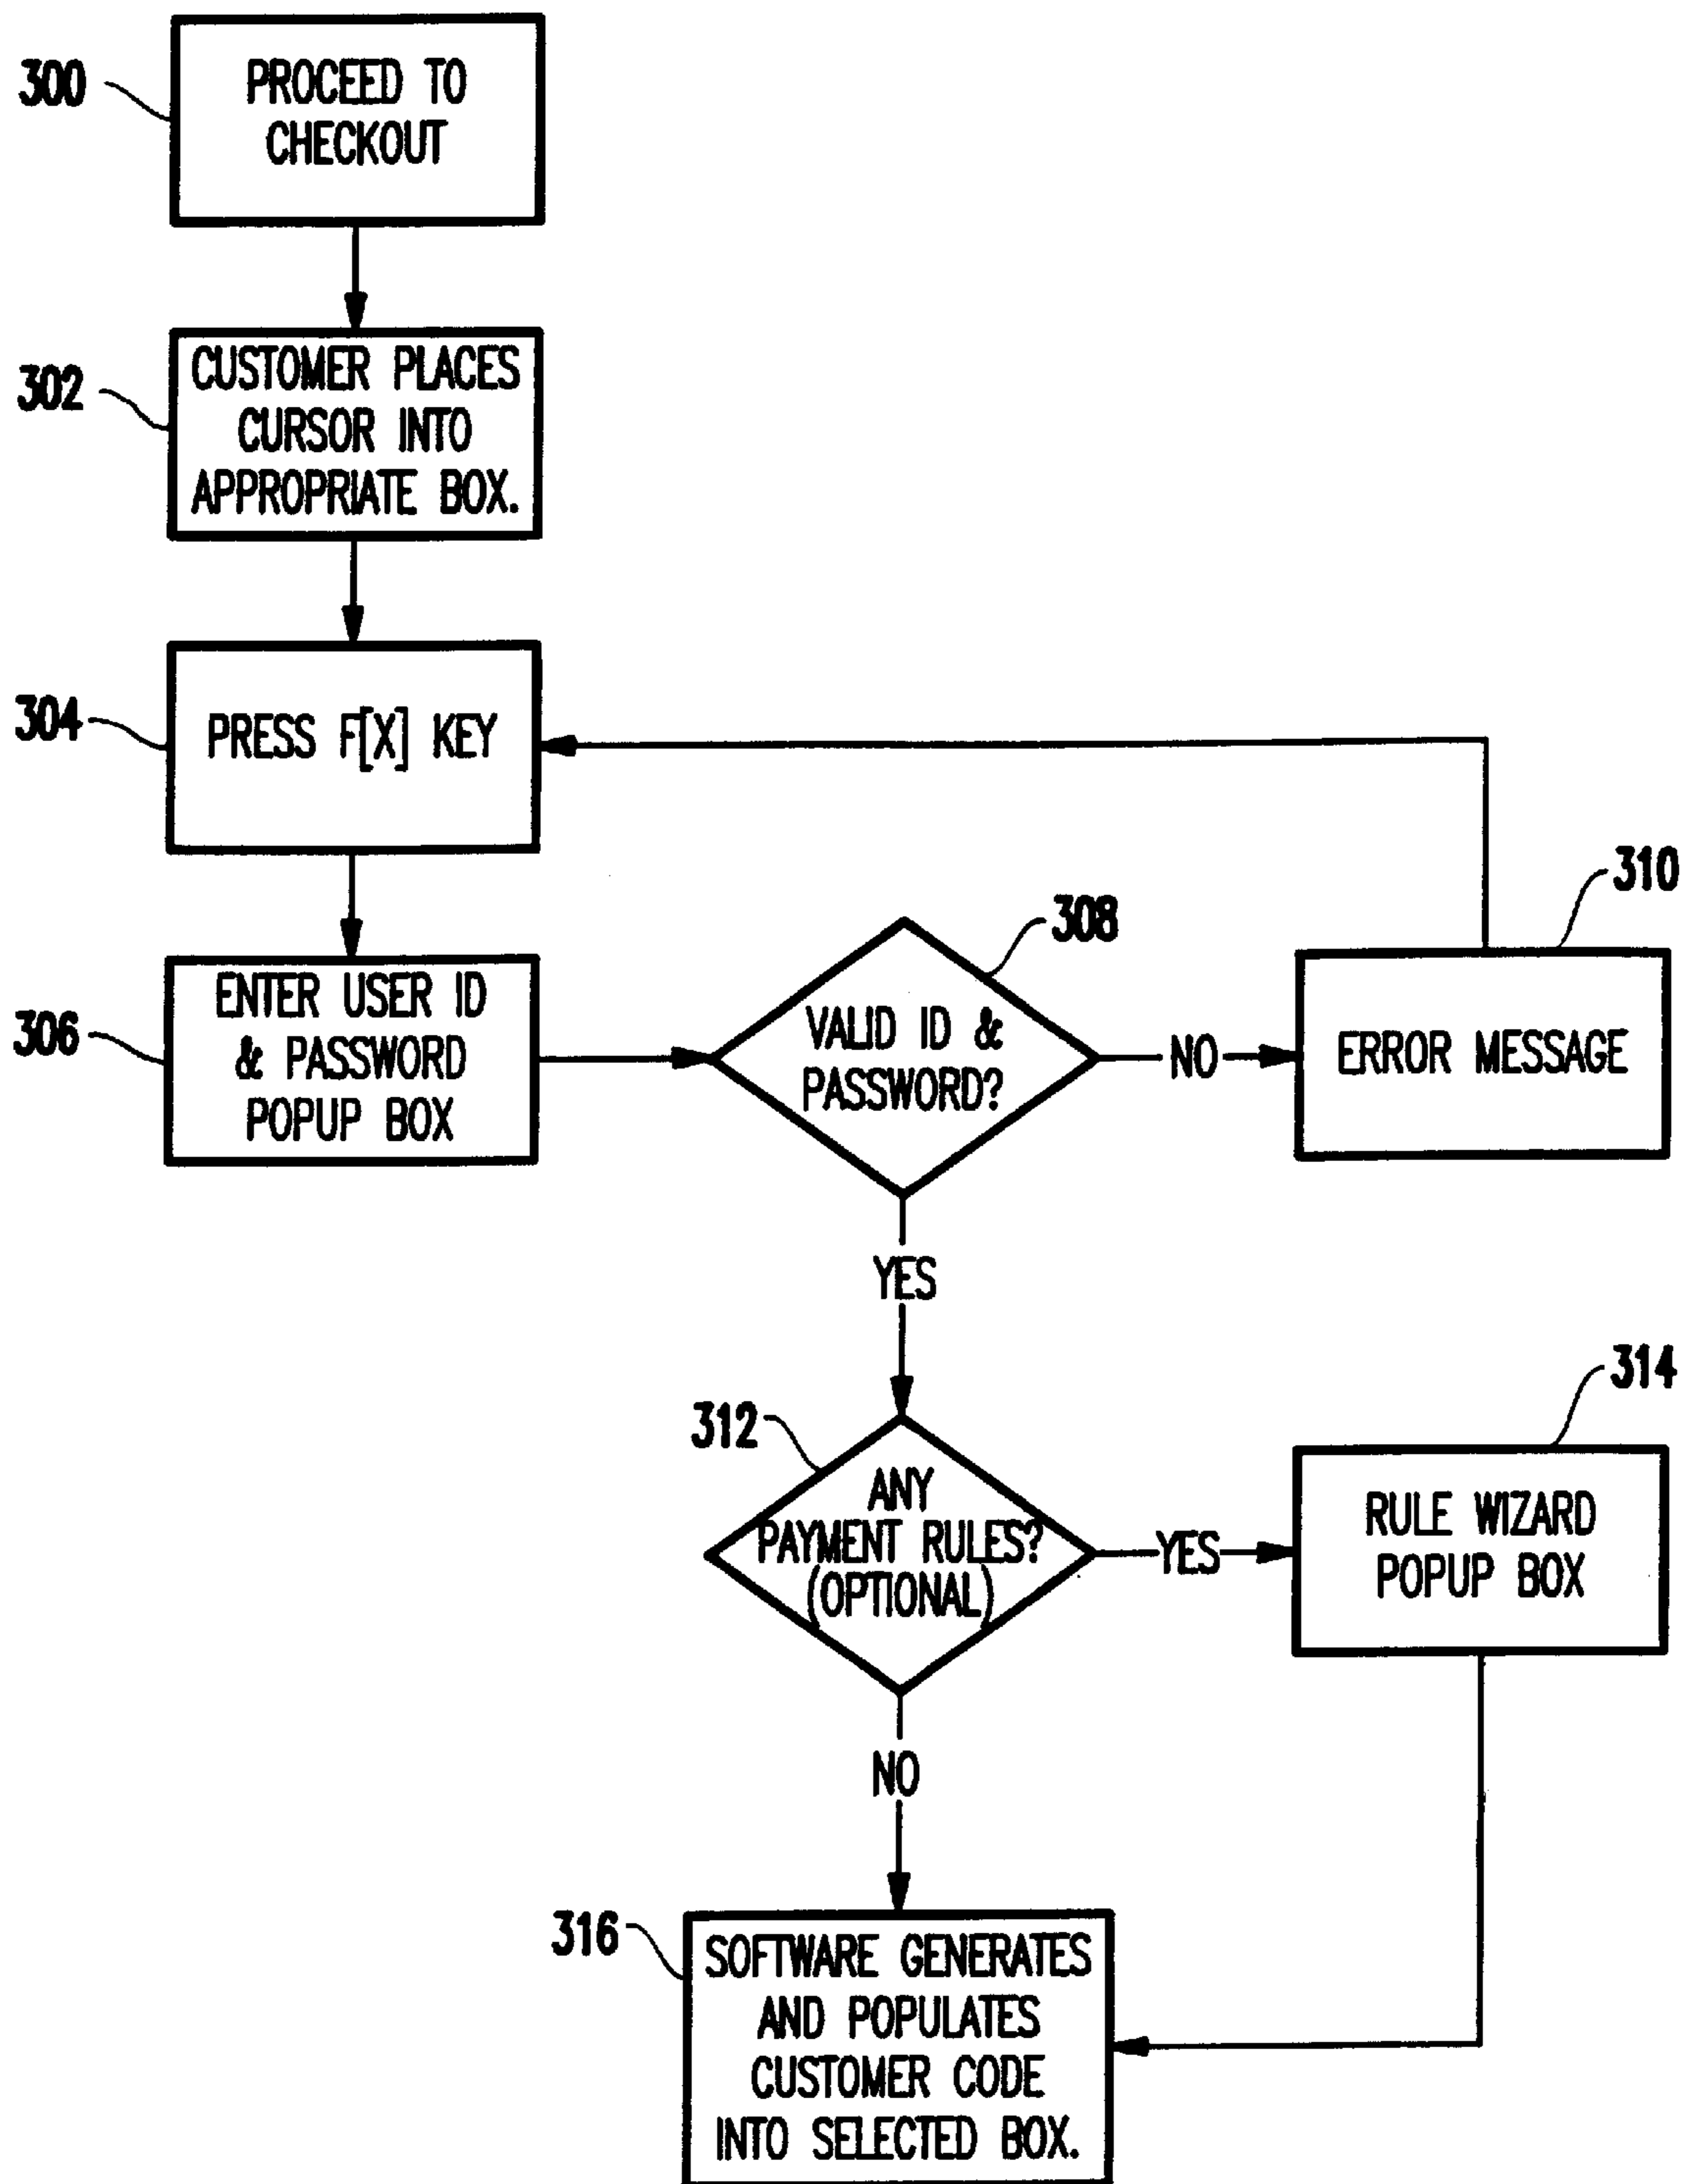 300
PROCEED TO
CHECKOUT
302
CUSTOMER PLACES
CURSOR INTO
APPROPRIATE BOX.
304
PRESS F[X] KEY
306
ENTER USER ID
& PASSWORD
POPUP BOX
308
VALID ID &
PASSWORD?
NO
310
ERROR MESSAGE
YES
312
ANY
PAYMENT RULES?
(OPTIONAL)
YES
314
RULE WIZARD
POPUP BOX
NO
316
SOFTWARE GENERATES
AND POPULATES
CUSTOMER CODE
INTO SELECTED BOX.